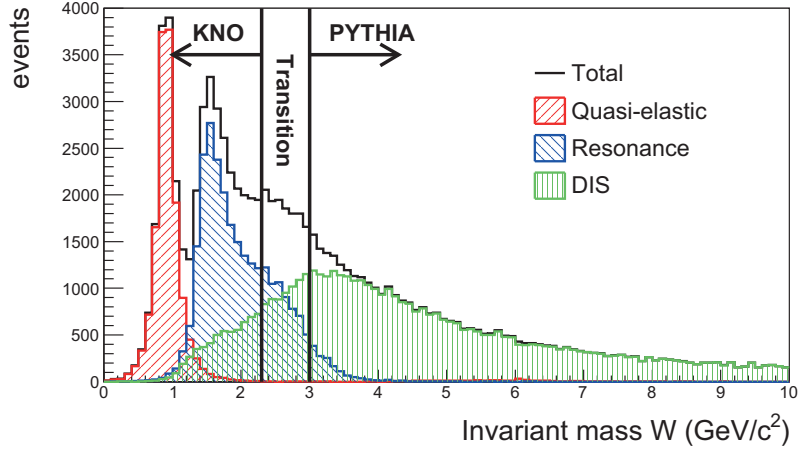 events
4000
3500
3000
2500
2000
1500
1000
500
0
KNO
PYTHIA
Transition
Total
Quasi-elastic
Resonance
DIS
0 1 2 3 4 5 6 7 8 9 10
Invariant mass W (GeV/c²)